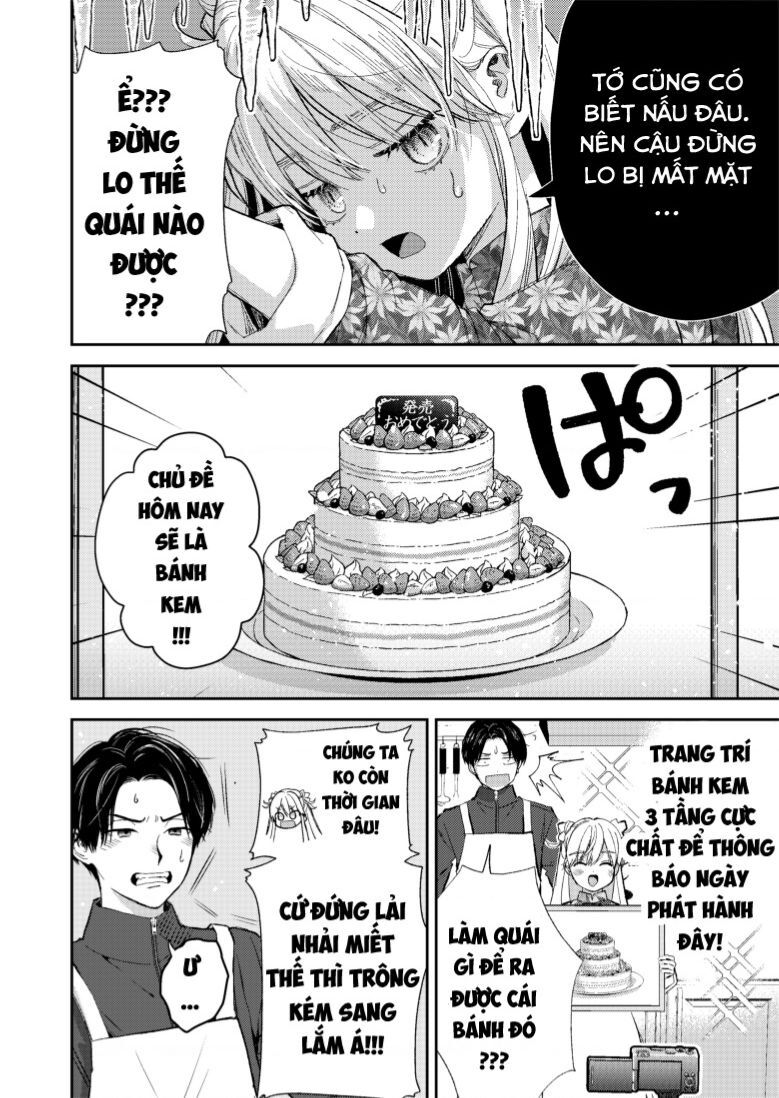 TỚ CŨNG CÓ
BIẾT NẤU ĐÂU.
NÊN CẬU ĐỪNG
LO BỊ MẤT MẶT
...
Ể???
ĐỪNG
LO THẾ
QUÁI NÀO
ĐƯỢC
???
ぱっ
発売
おめでとう
CHỦ ĐỀ
HÔM NAY
SẼ LÀ
BÁNH
KEM
!!!
TRANG TRÍ
BÁNH KEM
3 TẦNG CỰC
CHẤT ĐỂ THÔNG
BÁO NGÀY
PHÁT HÀNH
ĐÂY!
LÀM QUÁI
GÌ ĐỂ RA
ĐƯỢC CÁI
BÁNH ĐÓ
???
CHÚNG TA
KO CÒN
THỜI GIAN
ĐÂU!
CỨ ĐỨNG LẢI
NHẢI MIẾT
THẾ THÌ TRÔNG
KÉM SANG
LẮM Á!!!
Ư
...